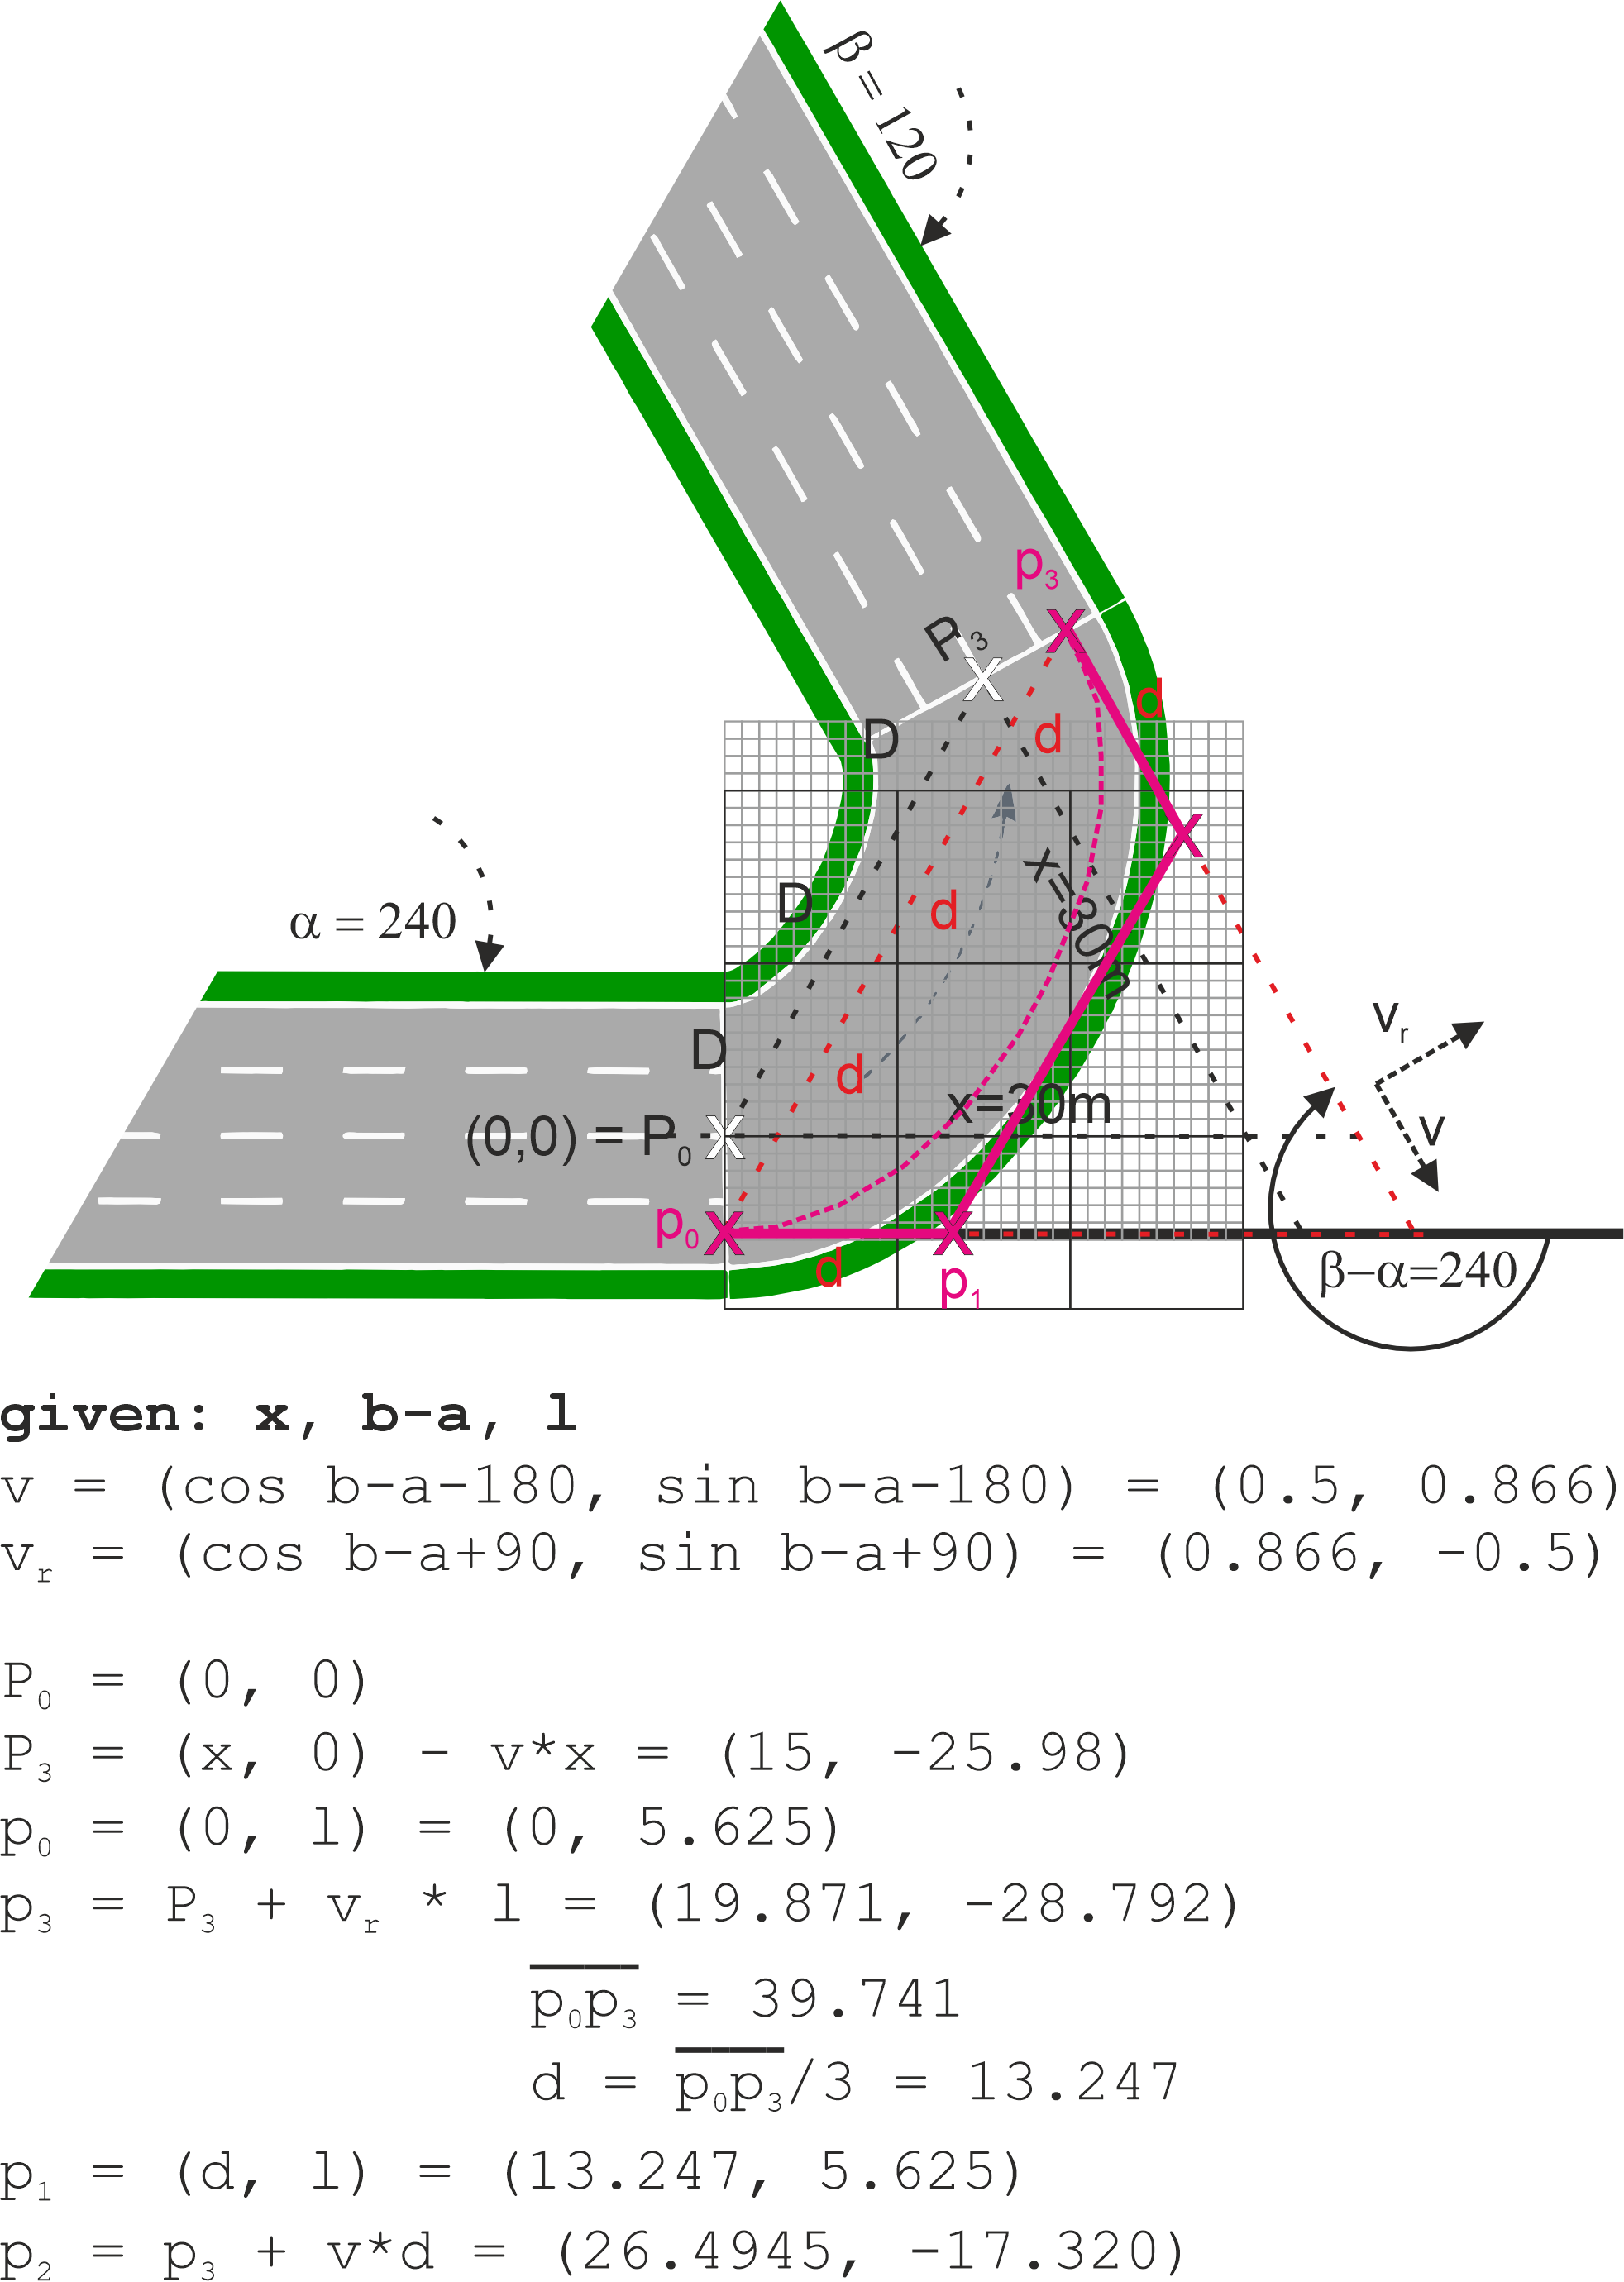 β = 120
p3
P3
d
D
d
x=30m
D
d
α = 240
D
d
vr
v
x=30m
(0,0) = P0
p0
d
p1
β−α=240
given: x, b-a, l
v = (cos b-a-180, sin b-a-180) = (0.5, 0.866)
vr = (cos b-a+90, sin b-a+90) = (0.866, -0.5)
P0 = (0, 0)
P3 = (x, 0) - v*x = (15, -25.98)
p0 = (0, l) = (0, 5.625)
p3 = P3 + vr * l = (19.871, -28.792)
p0p3 = 39.741
d = p0p3/3 = 13.247
p1 = (d, l) = (13.247, 5.625)
p2 = p3 + v*d = (26.4945, -17.320)